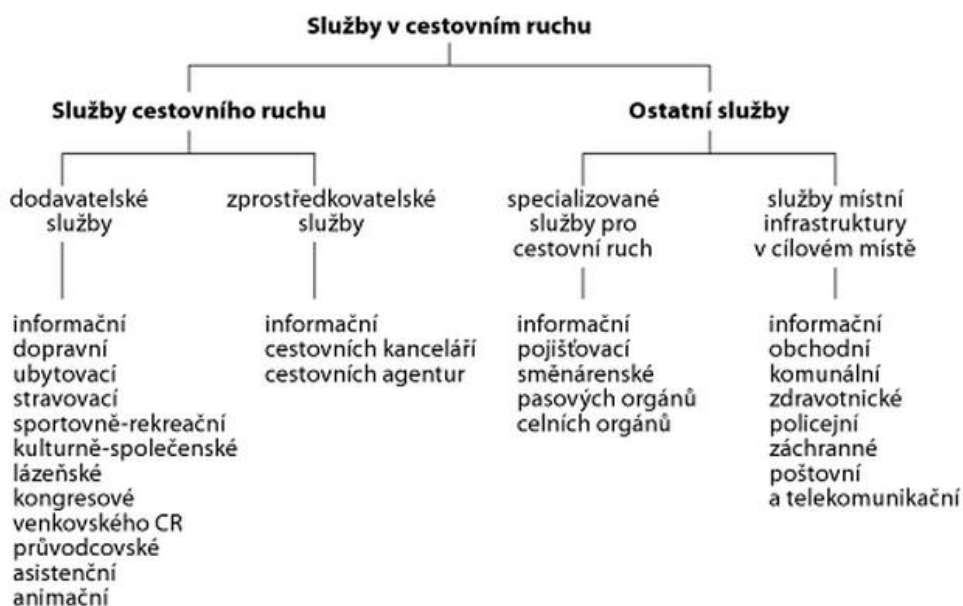 Služby v cestovním ruchu
Služby cestovního ruchu
Ostatní služby
dodavatelské
služby
zprostředkovatelské
služby
specializované
služby pro
cestovní ruch
služby místní
infrastruktury
v cílovém místě
informační
dopravní
ubytovací
stravovací
sportovně-rekreační
kulturně-společenské
lázeňské
kongresové
venkovského CR
průvodcovské
asistenční
animační
informační
cestovních kanceláří
cestovních agentur
informační
pojišťovací
směnárenské
pasových orgánů
celních orgánů
informační
obchodní
komunální
zdravotnické
policejní
záchranné
poštovní
a telekomunikační